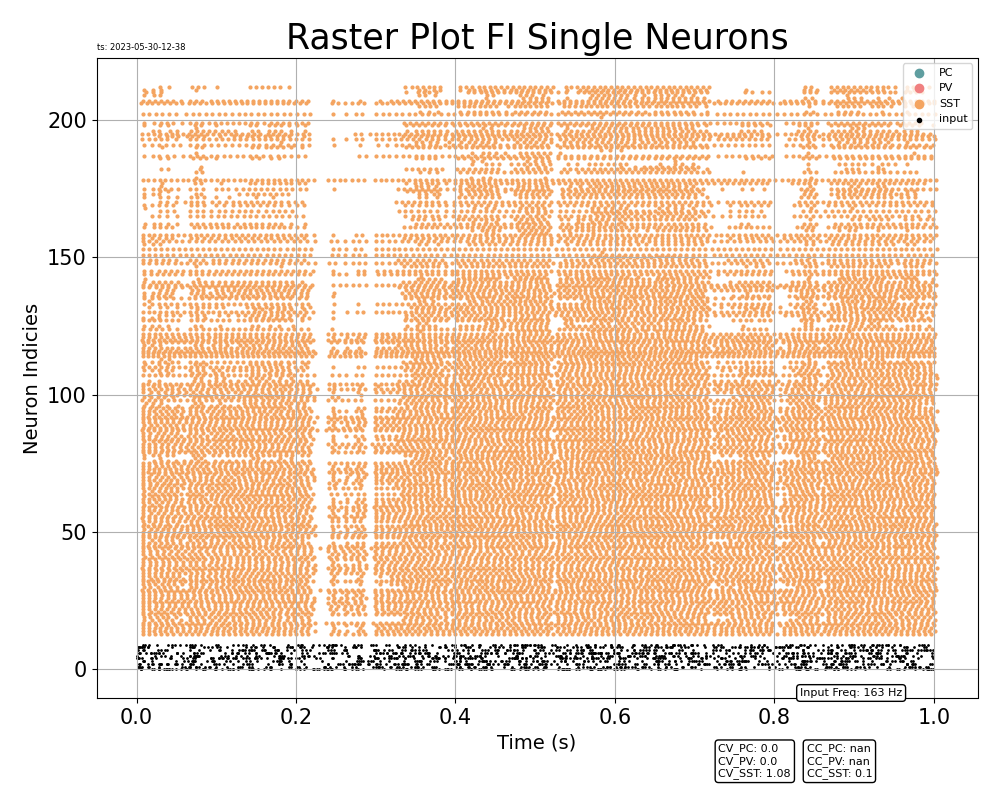 Raster Plot FI Single Neurons
ts: 2023-05-30-12-38
PC
PV
SST
input
200
150
100
50
0
Neuron Indicies
0.0 0.2 0.4 0.6 0.8 1.0
Time (s)
Input Freq: 163 Hz
CV_PC: 0.0
CV_PV: 0.0
CV_SST: 1.08
CC_PC: nan
CC_PV: nan
CC_SST: 0.1